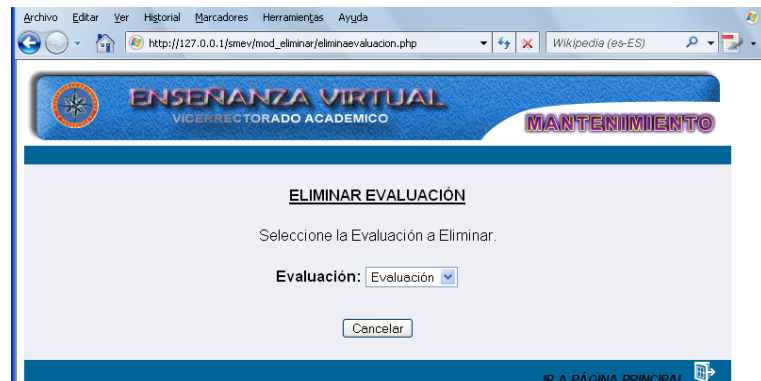 Archivo Editar Ver Historial Marcadores Herramientas Ayuda
http://127.0.0.1/smev/mod_eliminar/eliminaevaluacion.php Wikipedia (es-ES)
ENSEÑANZA VIRTUAL
VICERRECTORADO ACADEMICO
MANTENIMIENTO
ELIMINAR EVALUACIÓN
Seleccione la Evaluación a Eliminar.
Evaluación: Evaluación
Cancelar
IR A PÁGINA PRINCIPAL